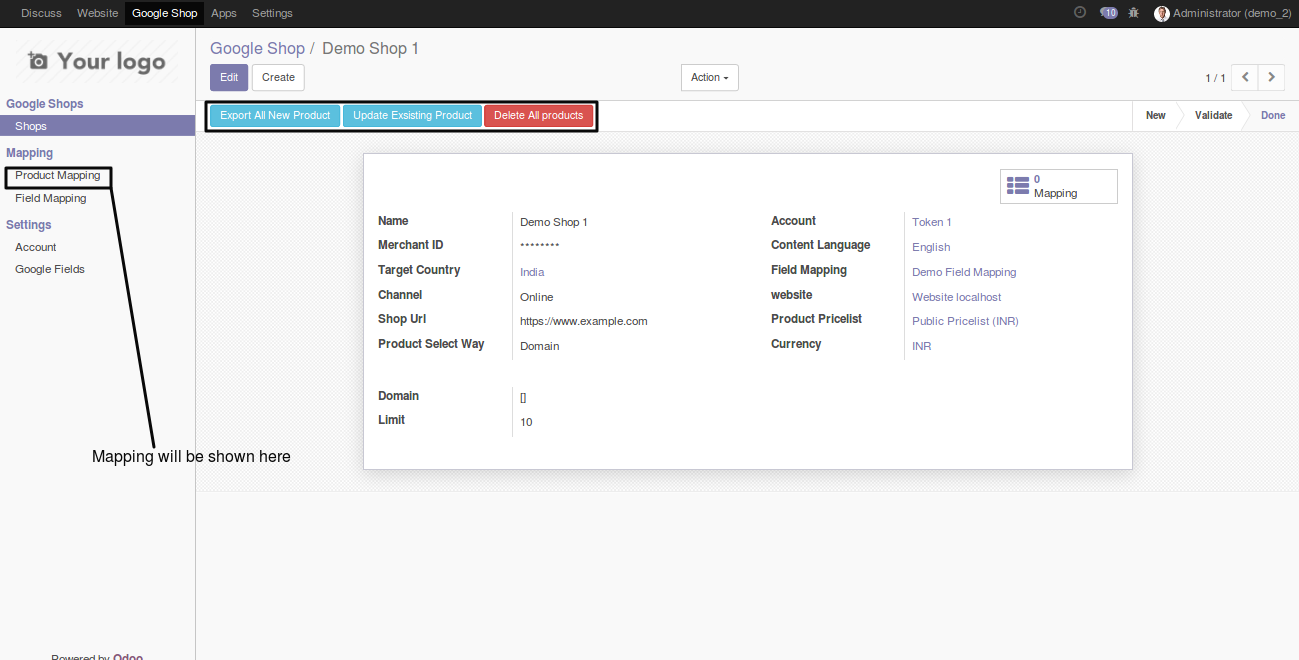 Discuss Website Google Shop Apps Settings 10 Administrator (demo_2)
Your logo
Google Shops
Shops
Mapping
Product Mapping
Field Mapping
Settings
Account
Google Fields
Mapping will be shown here
Powered by Odoo
Google Shop / Demo Shop 1
Edit Create Action 1 / 1
Export All New Product Update Exsisting Product Delete All products New Validate Done
0
Mapping
Name Demo Shop 1 Account Token 1
Merchant ID ******** Content Language English
Target Country India Field Mapping Demo Field Mapping
Channel Online website Website localhost
Shop Url https://www.example.com Product Pricelist Public Pricelist (INR)
Product Select Way Domain Currency INR
Domain []
Limit 10